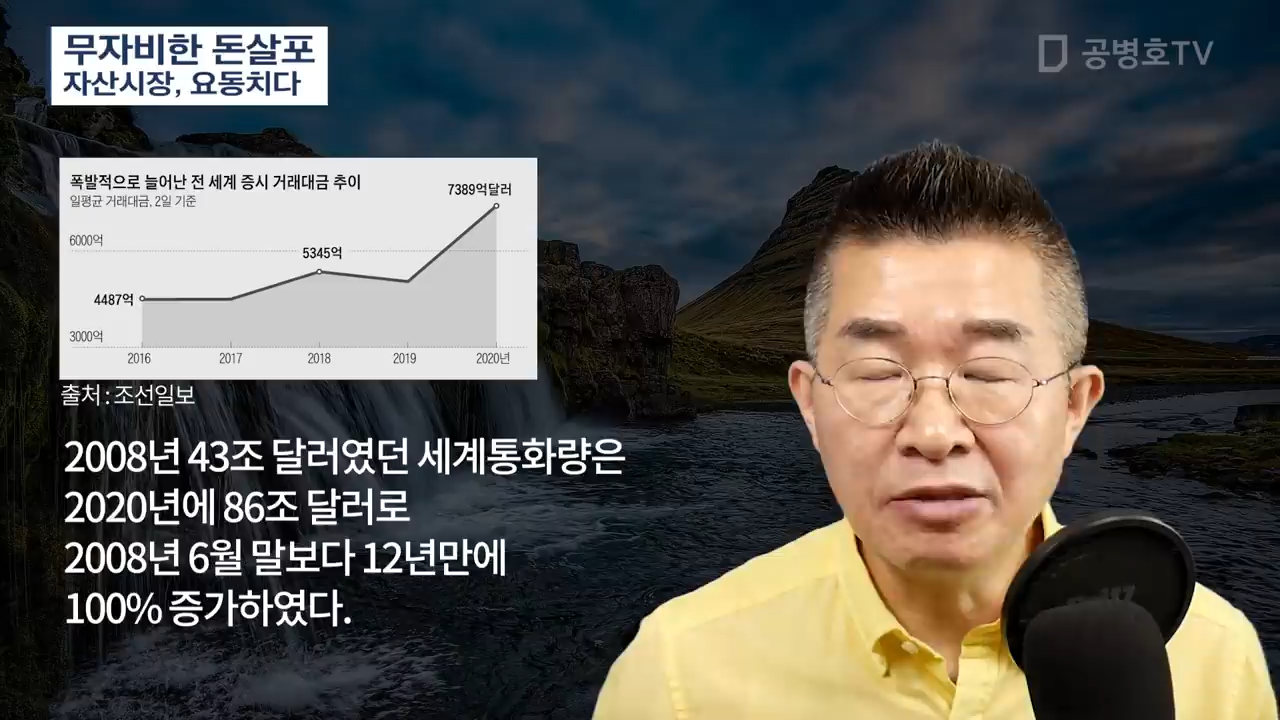 무자비한 돈살포
자산시장, 요동치다
공병호TV
폭발적으로 늘어난 전 세계 증시 거래대금 추이
일평균 거래대금, 2일 기준
7389억달러
6000억
5345억
4487억
3000억
2016 2017 2018 2019 2020년
출처 : 조선일보
2008년 43조 달러였던 세계통화량은
2020년에 86조 달러로
2008년 6월 말보다 12년만에
100% 증가하였다.